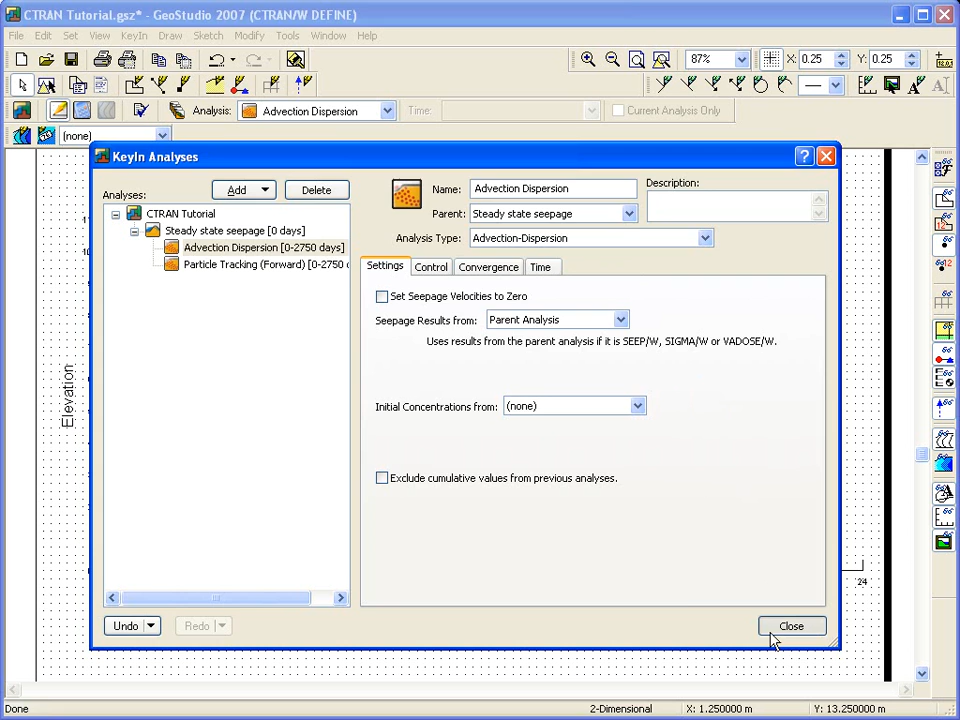 CTRAN Tutorial.gsz* - GeoStudio 2007 (CTRAN/W DEFINE)
File Edit Set View KeyIn Draw Sketch Modify Tools Window Help
87% X: 0.25 Y: 0.25
Analysis: Advection Dispersion Time: Current Analysis Only
(none)
KeyIn Analyses
Analyses: Add Delete
Name: Advection Dispersion Description:
Parent: Steady state seepage
Analysis Type: Advection-Dispersion
CTRAN Tutorial
Steady state seepage [0 days]
Advection Dispersion [0-2750 days]
Particle Tracking (Forward) [0-2750
Settings Control Convergence Time
Set Seepage Velocities to Zero
Seepage Results from: Parent Analysis
Uses results from the parent analysis if it is SEEP/W, SIGMA/W or VADOSE/W.
Initial Concentrations from: (none)
Exclude cumulative values from previous analyses.
Elevation
24
Undo Redo Close
Done 2-Dimensional X: 1.250000 m Y: 13.250000 m